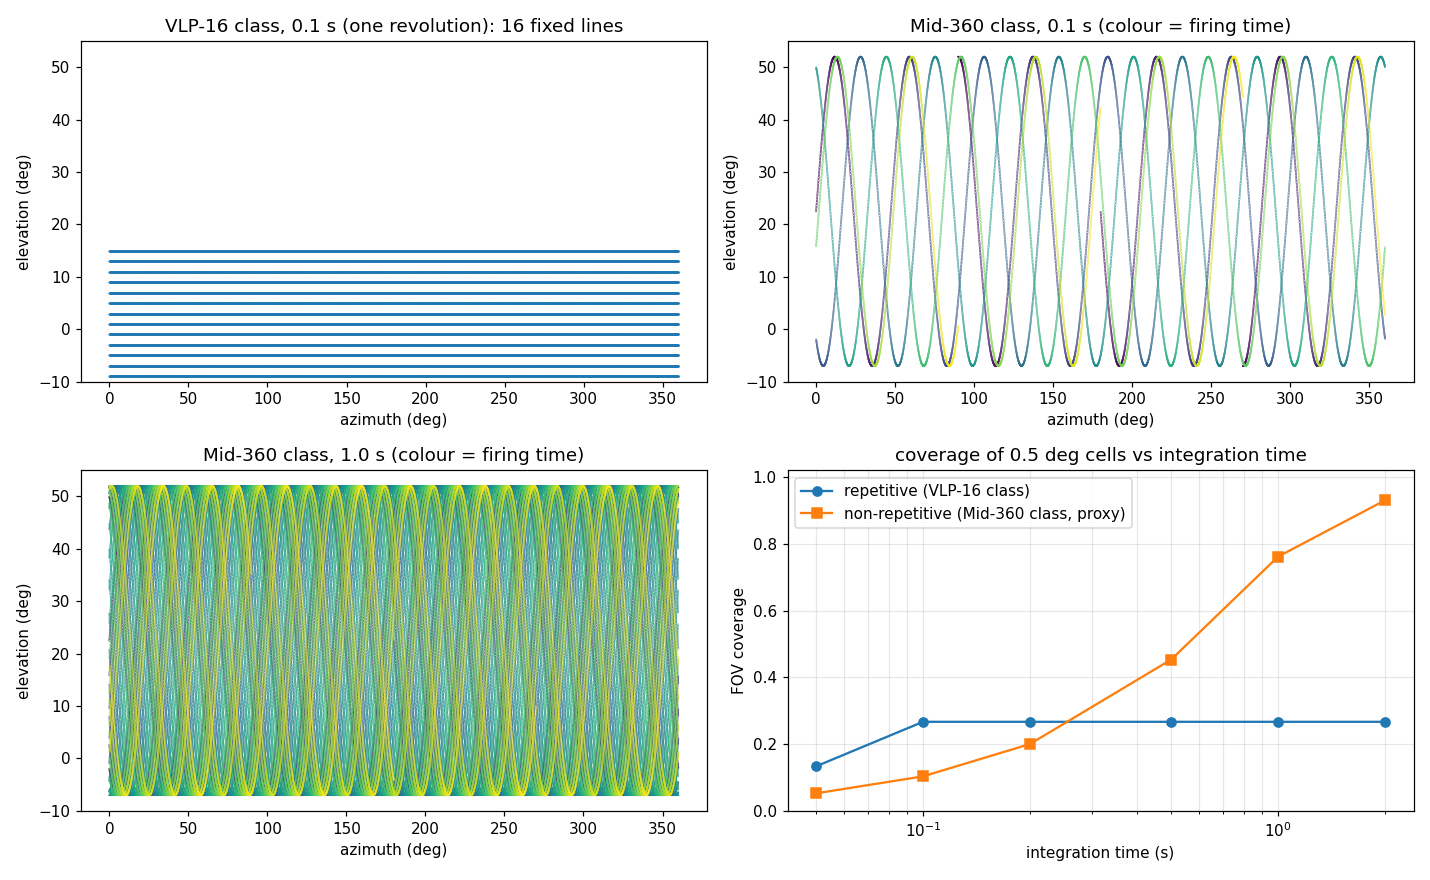 VLP-16 class, 0.1 s (one revolution): 16 fixed lines
50
40
30
20
10
0
−10
elevation (deg)
0 50 100 150 200 250 300 350
azimuth (deg)
Mid-360 class, 0.1 s (colour = firing time)
50
40
30
20
10
0
−10
elevation (deg)
0 50 100 150 200 250 300 350
azimuth (deg)
Mid-360 class, 1.0 s (colour = firing time)
50
40
30
20
10
0
−10
elevation (deg)
0 50 100 150 200 250 300 350
azimuth (deg)
coverage of 0.5 deg cells vs integration time
repetitive (VLP-16 class)
non-repetitive (Mid-360 class, proxy)
1.0
0.8
0.6
0.4
0.2
0.0
FOV coverage
10⁻¹ 10⁰
integration time (s)